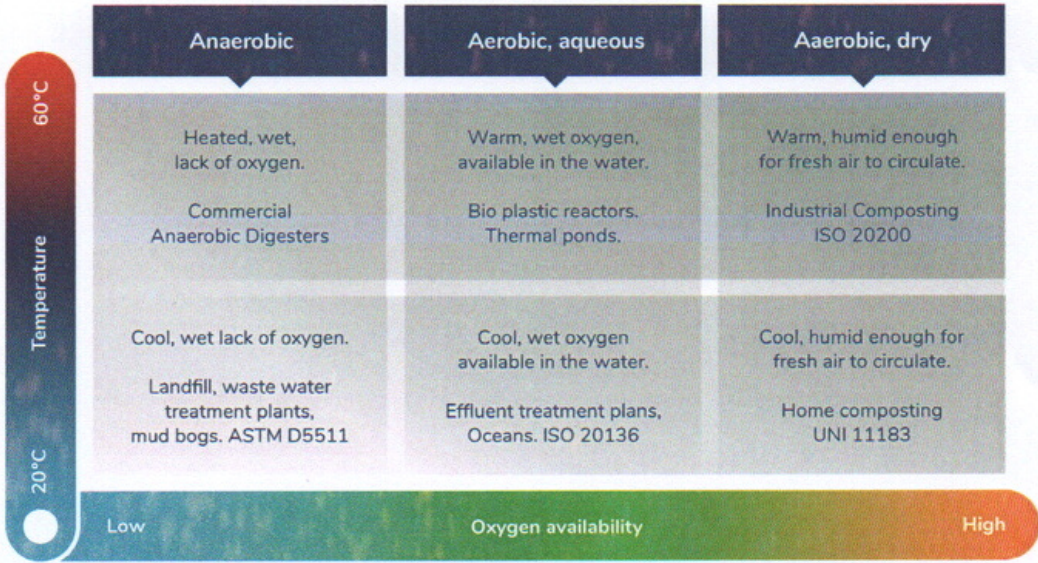 Anaerobic
Aerobic, aqueous
Aaerobic, dry
60°C
Temperature
20°C
Heated, wet,
lack of oxygen.
Commercial
Anaerobic Digesters
Warm, wet oxygen,
available in the water.
Bio plastic reactors.
Thermal ponds.
Warm, humid enough
for fresh air to circulate.
Industrial Composting
ISO 20200
Cool, wet lack of oxygen.
Landfill, waste water
treatment plants,
mud bogs. ASTM D5511
Cool, wet oxygen
available in the water.
Effluent treatment plans,
Oceans. ISO 20136
Cool, humid enough for
fresh air to circulate.
Home composting
UNI 11183
Low
Oxygen availability
High